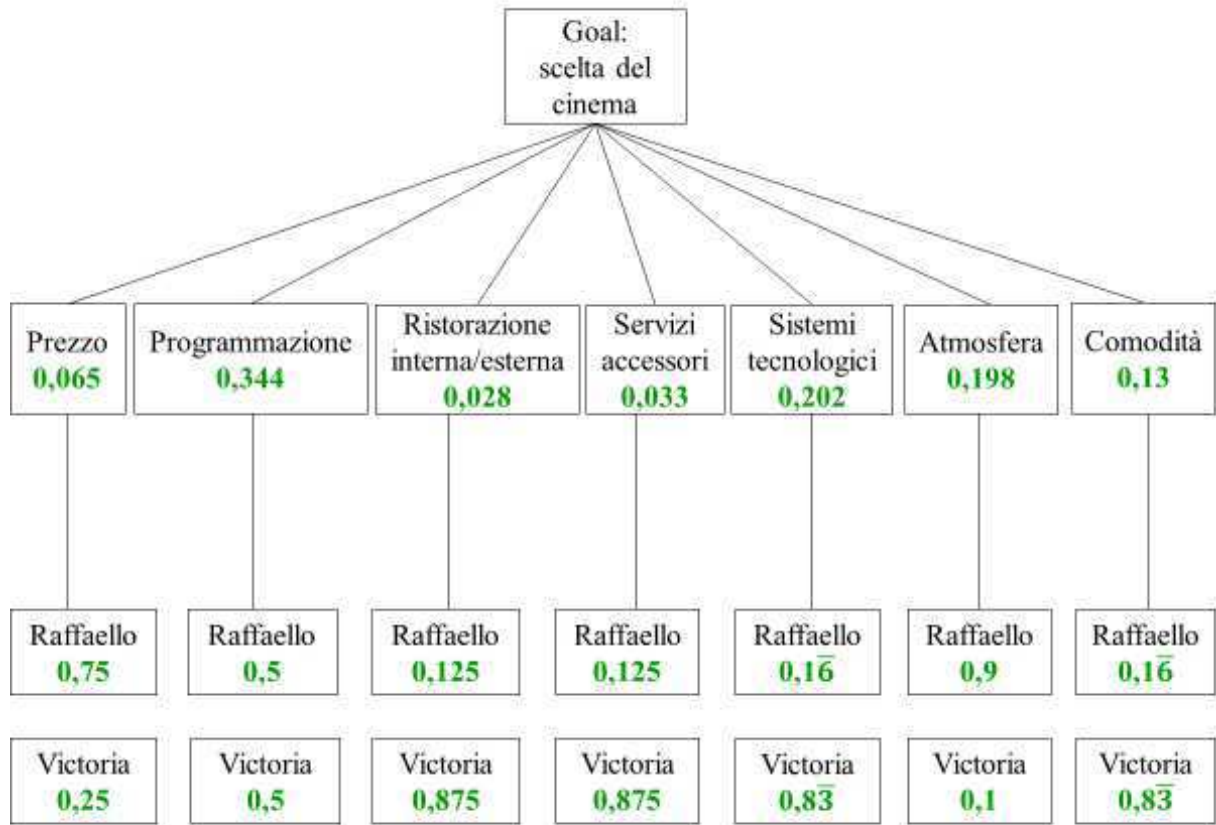 Goal:
scelta del
cinema
Prezzo
0,065
Programmazione
0,344
Ristorazione
interna/esterna
0,028
Servizi
accessori
0,033
Sistemi
tecnologici
0,202
Atmosfera
0,198
Comodità
0,13
Raffaello
0,75
Raffaello
0,5
Raffaello
0,125
Raffaello
0,125
Raffaello
0,16̅
Raffaello
0,9
Raffaello
0,16̅
Victoria
0,25
Victoria
0,5
Victoria
0,875
Victoria
0,875
Victoria
0,83̅
Victoria
0,1
Victoria
0,83̅